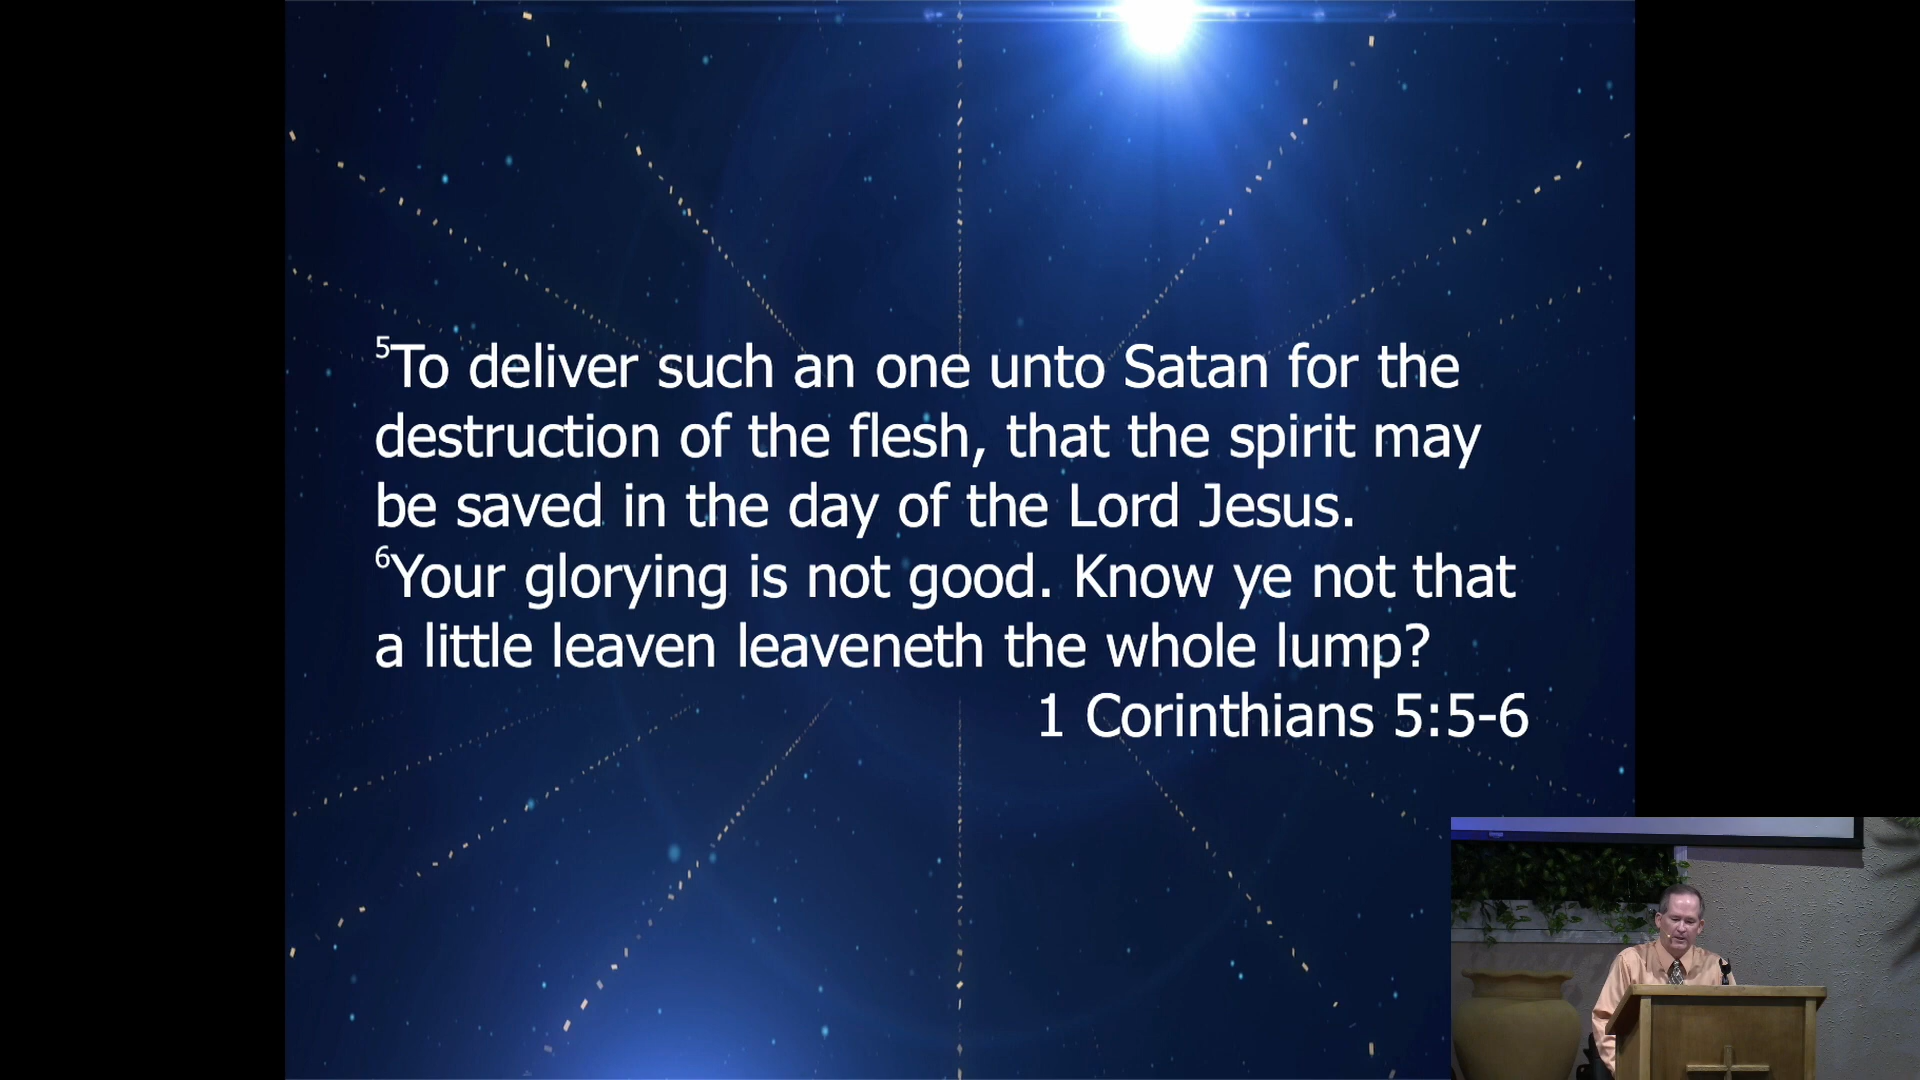 ⁵To deliver such an one unto Satan for the
destruction of the flesh, that the spirit may
be saved in the day of the Lord Jesus.
⁶Your glorying is not good. Know ye not that
a little leaven leaveneth the whole lump?
1 Corinthians 5:5-6